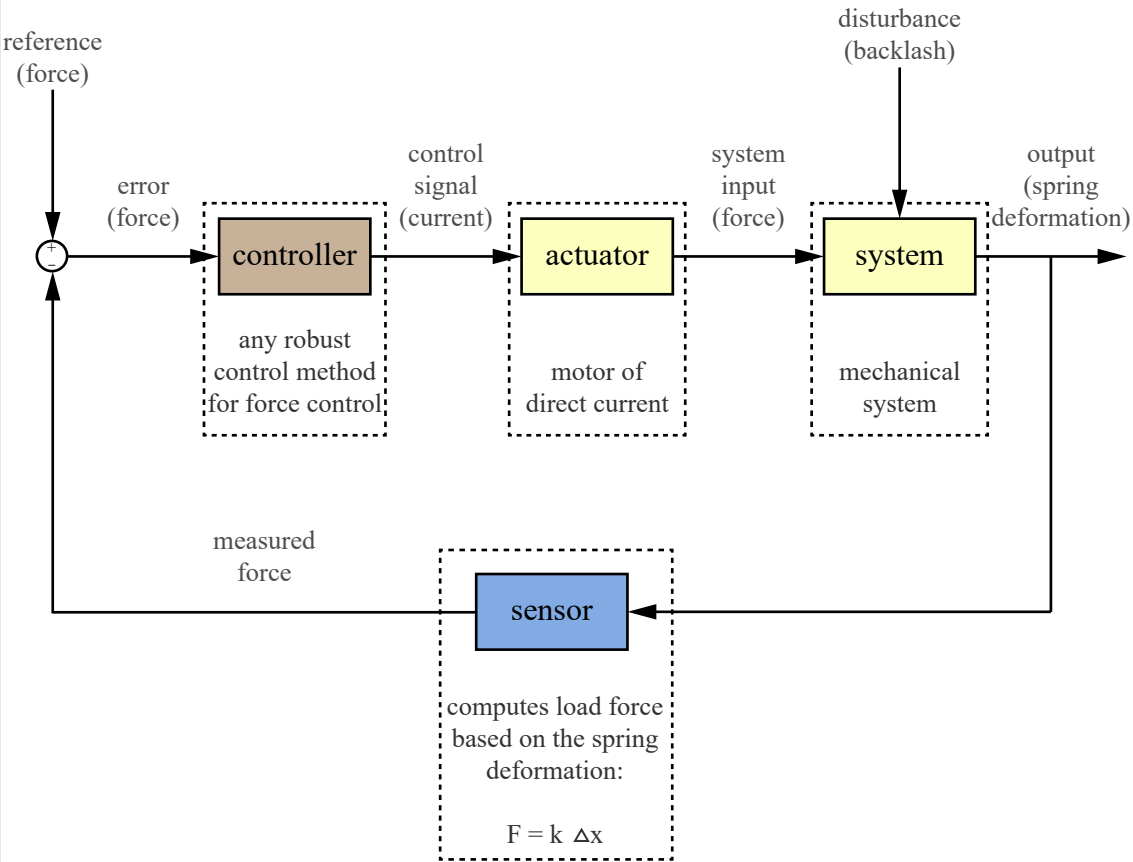 disturbance
(backlash)
reference
(force)
error
(force)
control
signal
(current)
system
input
(force)
output
(spring
deformation)
+
−
controller
actuator
system
any robust
control method
for force control
motor of
direct current
mechanical
system
measured
force
sensor
computes load force
based on the spring
deformation:
F = k Δx